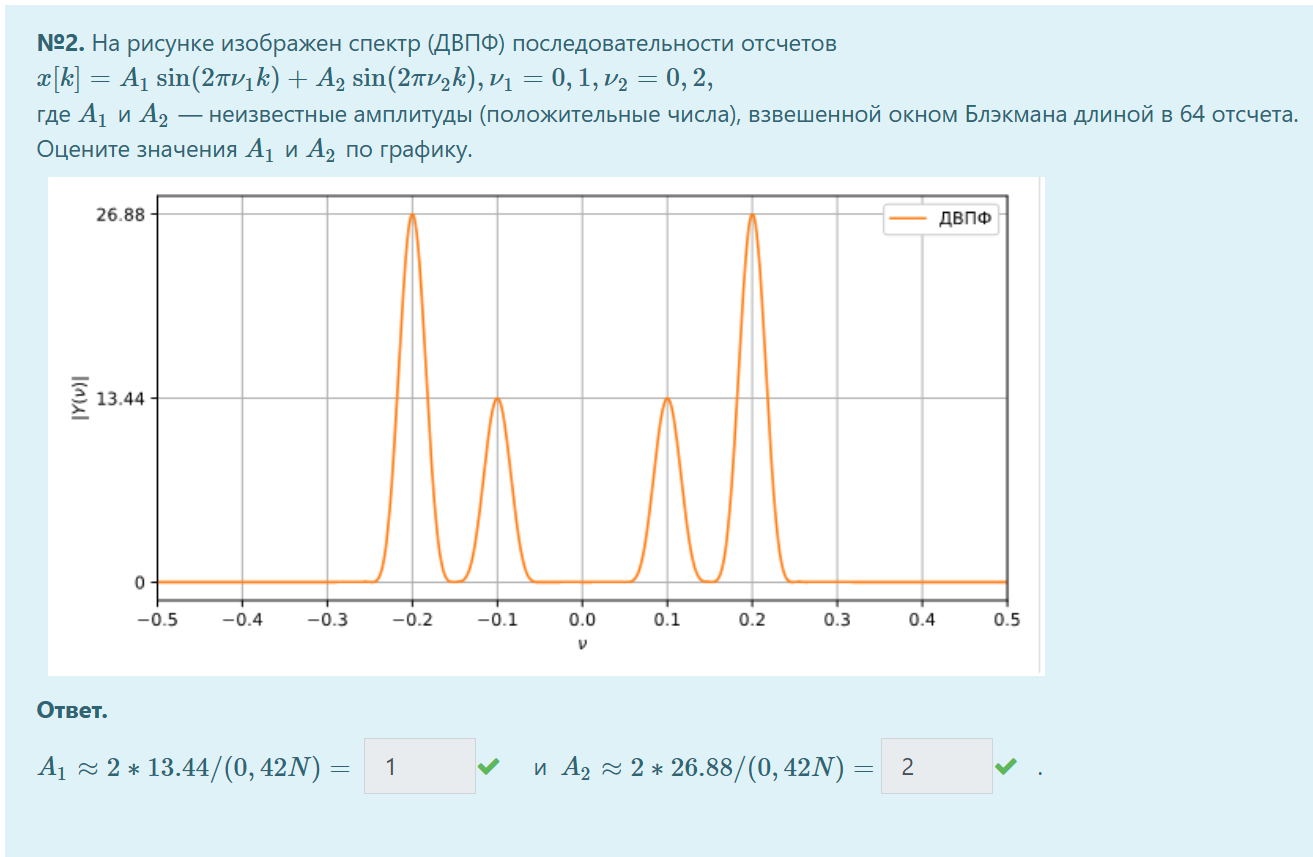 №2. На рисунке изображен спектр (ДВПФ) последовательности отсчетов
x[k] = A₁ sin(2πν₁k) + A₂ sin(2πν₂k), ν₁ = 0, 1, ν₂ = 0, 2,
где A₁ и A₂ — неизвестные амплитуды (положительные числа), взвешенной окном Блэкмана длиной в 64 отсчета.
Оцените значения A₁ и A₂ по графику.
26.88
ДВПФ
|Y(ν)|
13.44
0
−0.5 −0.4 −0.3 −0.2 −0.1 0.0 0.1 0.2 0.3 0.4 0.5
ν
Ответ.
A₁ ≈ 2 * 13.44/(0, 42N) = 1 и A₂ ≈ 2 * 26.88/(0, 42N) = 2 .